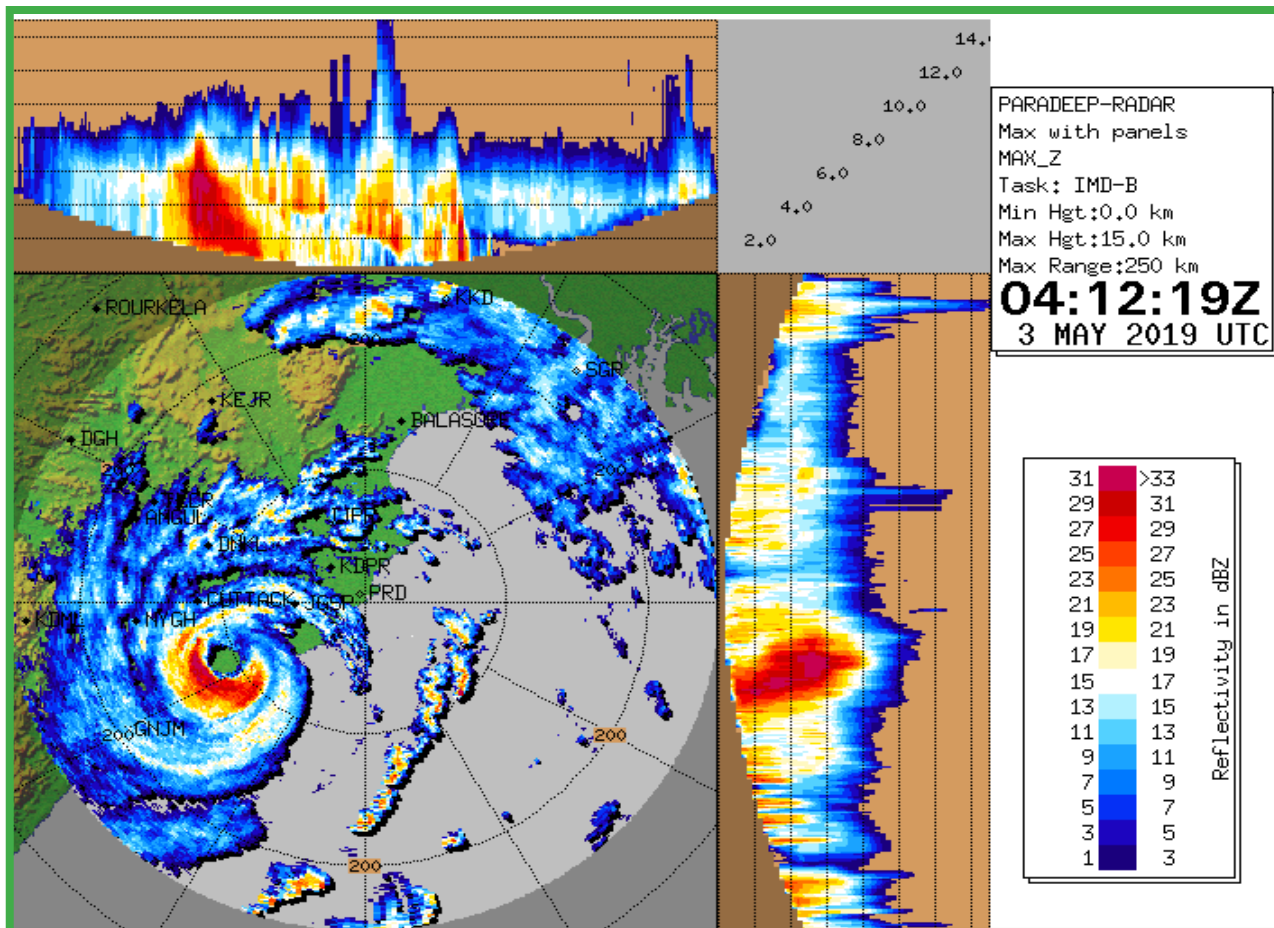 14.
12.0
10.0
8.0
6.0
4.0
2.0
PARADEEP-RADAR
Max with panels
MAX_Z
Task: IMD-B
Min Hgt:0.0 km
Max Hgt:15.0 km
Max Range:250 km
04:12:19Z
3 MAY 2019 UTC
ROURKELA
KKD
200
SGR
KEJR
BALASORE
DGH
200
200
ANGUL
DNKL
KDPR
PRD
CUTTACK
JGSP
KDML
NYGH
200
GNJM
200
200
31 >33
29 31
27 29
25 27
23 25
21 23
19 21
17 19
15 17
13 15
11 13
9 11
7 9
5 7
3 5
1 3
Reflectivity in dBZ